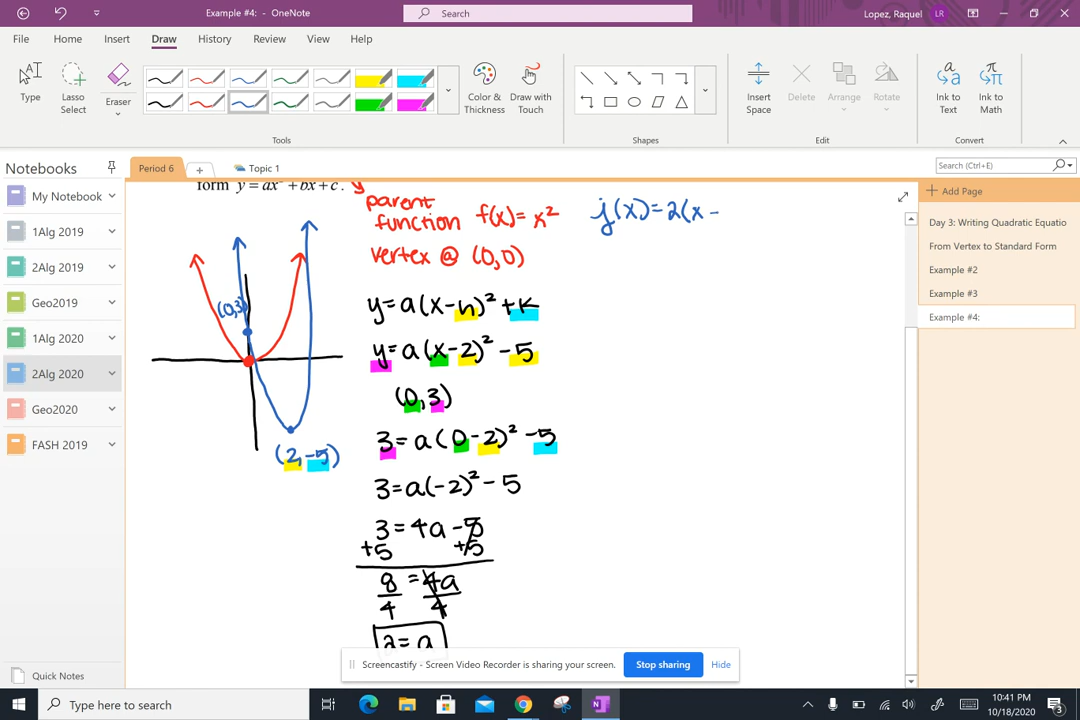 Example #4: - OneNote
Search
Lopez, Raquel
LR
File
Home
Insert
Draw
History
Review
View
Help
Type
Lasso Select
Eraser
Color & Thickness
Draw with Touch
Insert Space
Delete
Arrange
Rotate
Ink to Text
Ink to Math
Tools
Shapes
Edit
Convert
Notebooks
Period 6
Topic 1
Search (Ctrl+E)
My Notebook
1Alg 2019
2Alg 2019
Geo2019
1Alg 2020
2Alg 2020
Geo2020
FASH 2019
Quick Notes
form y = ax² + bx + c.
parent
function f(x) = x²
vertex @ (0,0)
j(x) = 2(x -
(0,3)
(2,-5)
y = a(x-h)² + k
y = a(x-2)² - 5
(0,3)
3 = a(0-2)² - 5
3 = a(-2)² - 5
3 = 4a - 5
+5 +5
8 = 4a
4 4
2 = a
Add Page
Day 3: Writing Quadratic Equatio
From Vertex to Standard Form
Example #2
Example #3
Example #4:
Screencastify - Screen Video Recorder is sharing your screen.
Stop sharing
Hide
Type here to search
10:41 PM
10/18/2020
3